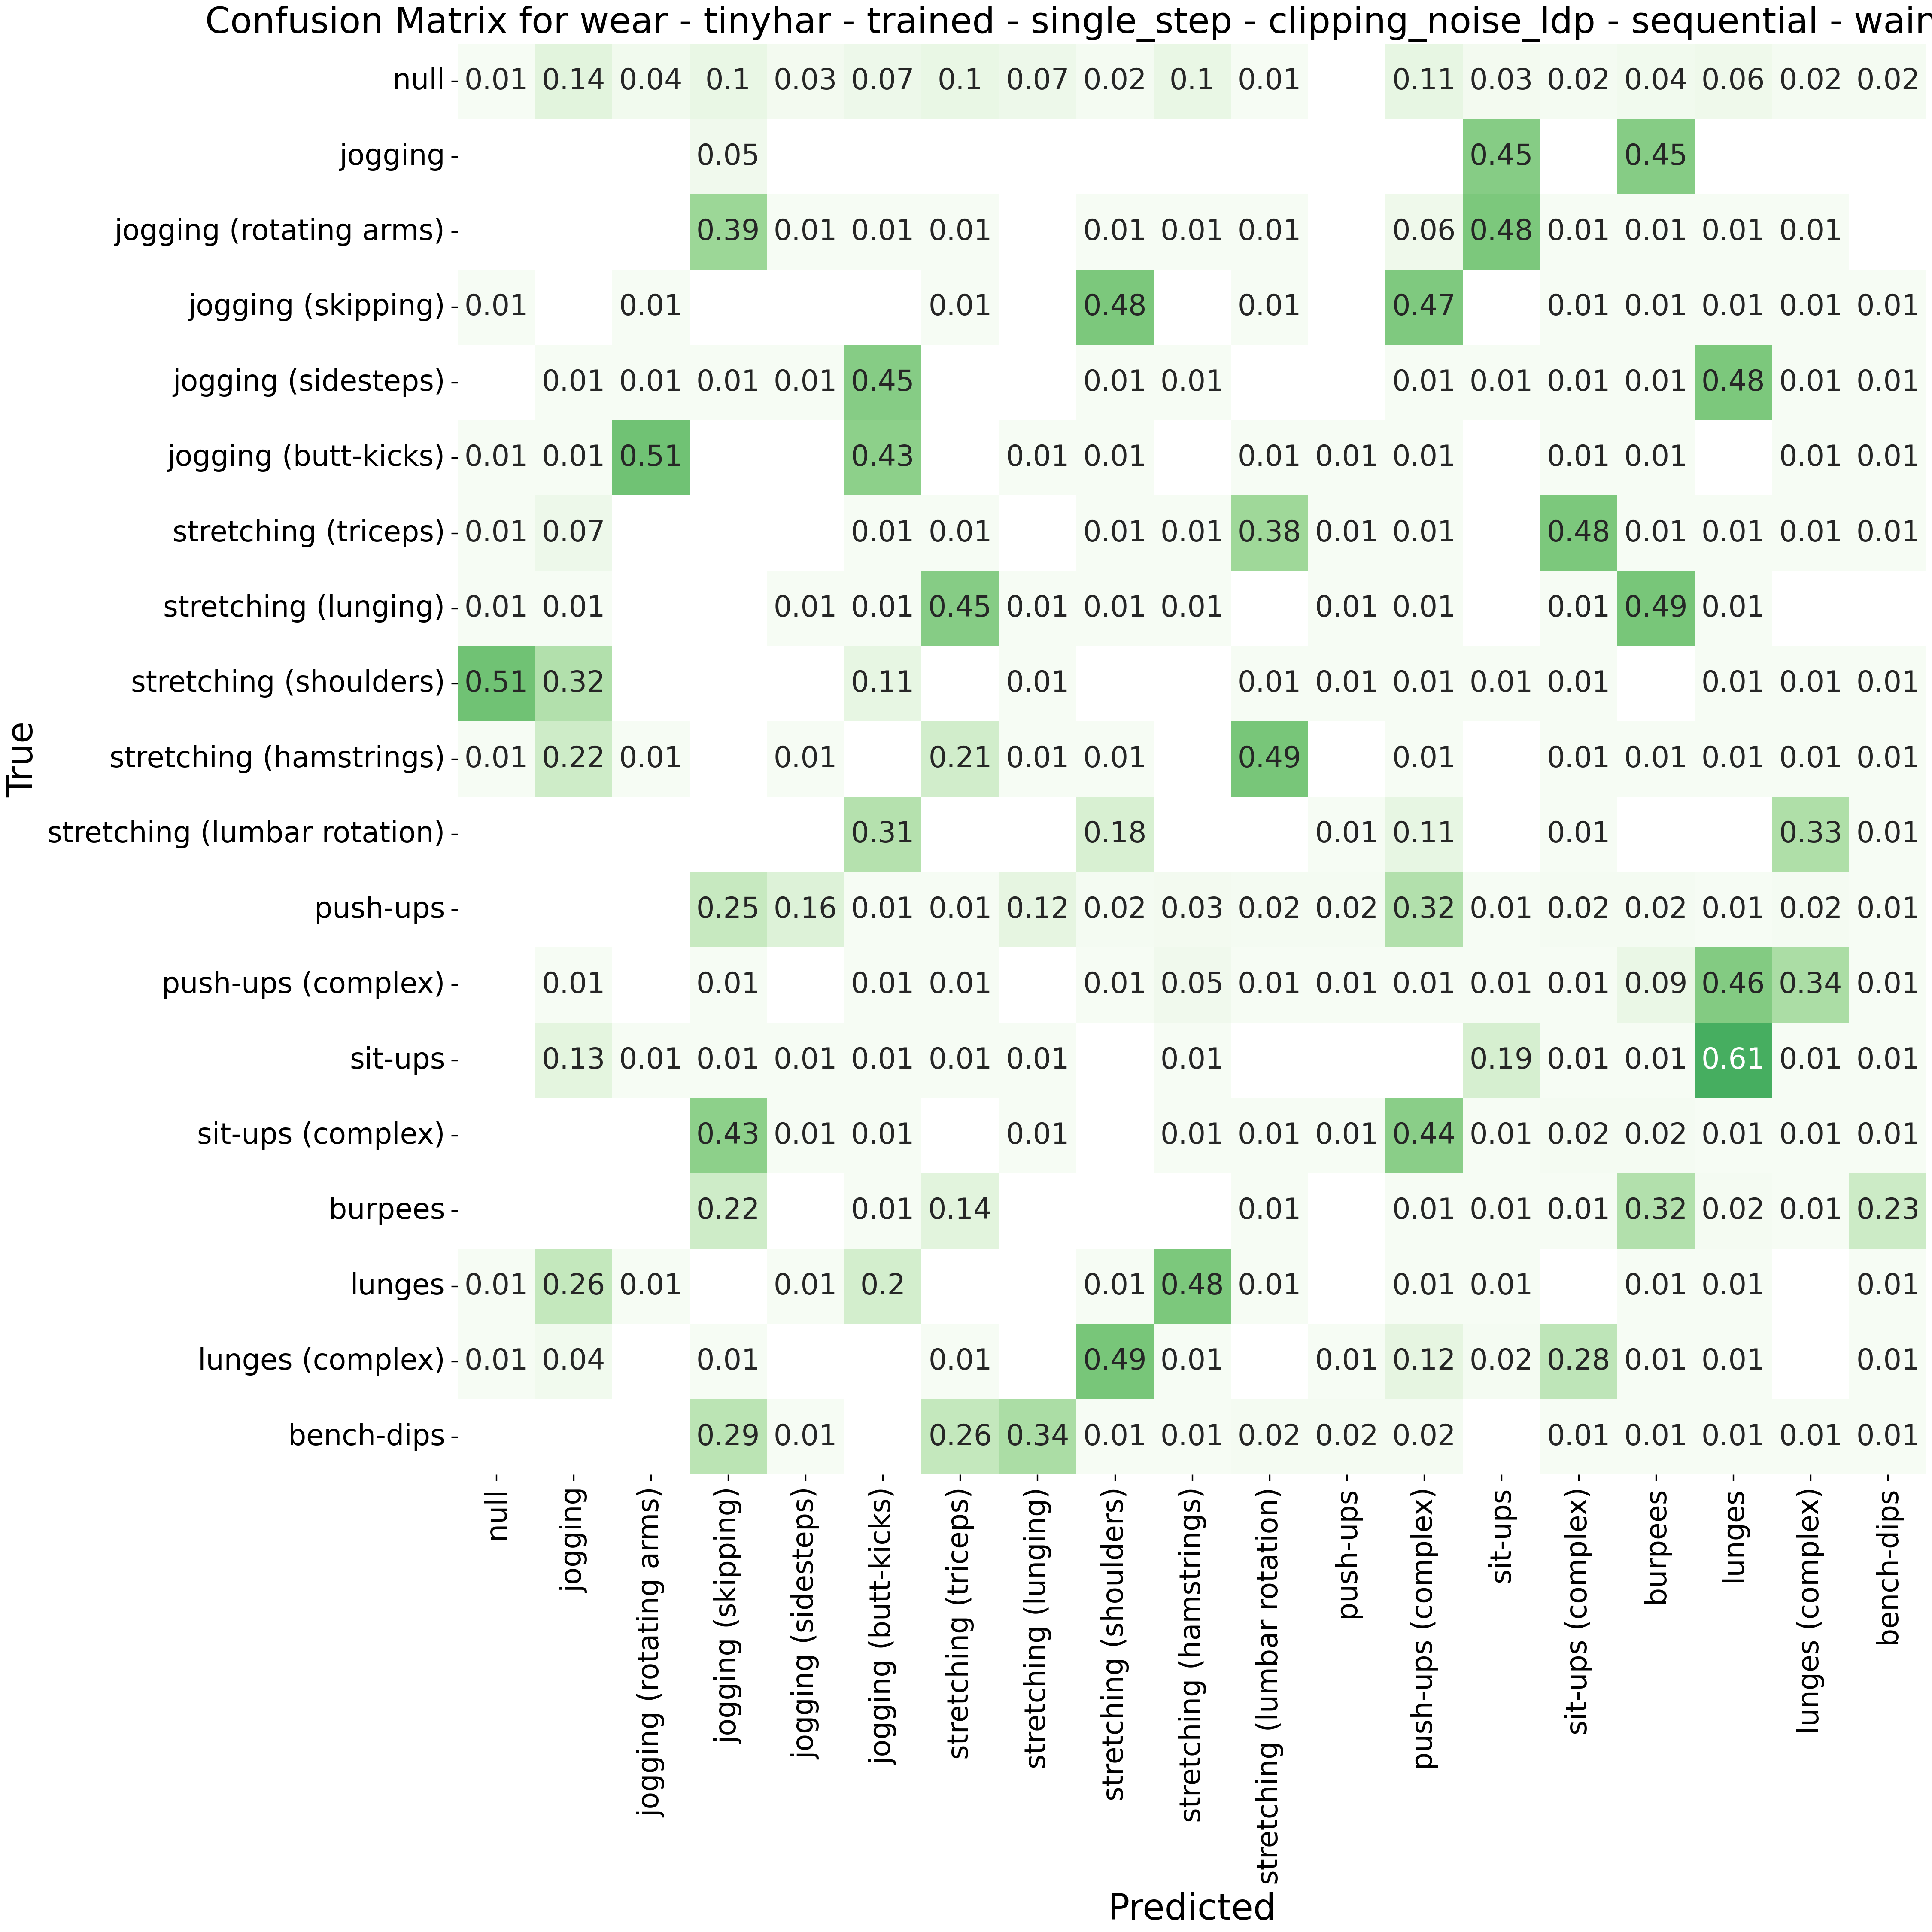 Confusion Matrix for wear - tinyhar - trained - single_step - clipping_noise_ldp - sequential - wain
null 0.01 0.14 0.04 0.1 0.03 0.07 0.1 0.07 0.02 0.1 0.01 0.11 0.03 0.02 0.04 0.06 0.02 0.02
jogging 0.05 0.45 0.45
jogging (rotating arms) 0.39 0.01 0.01 0.01 0.01 0.01 0.01 0.06 0.48 0.01 0.01 0.01 0.01
jogging (skipping) 0.01 0.01 0.01 0.48 0.01 0.47 0.01 0.01 0.01 0.01 0.01
jogging (sidesteps) 0.01 0.01 0.01 0.01 0.45 0.01 0.01 0.01 0.01 0.01 0.01 0.48 0.01 0.01
jogging (butt-kicks) 0.01 0.01 0.51 0.43 0.01 0.01 0.01 0.01 0.01 0.01 0.01 0.01 0.01
stretching (triceps) 0.01 0.07 0.01 0.01 0.01 0.01 0.38 0.01 0.01 0.48 0.01 0.01 0.01 0.01
stretching (lunging) 0.01 0.01 0.01 0.01 0.45 0.01 0.01 0.01 0.01 0.01 0.01 0.49 0.01
stretching (shoulders) 0.51 0.32 0.11 0.01 0.01 0.01 0.01 0.01 0.01 0.01 0.01 0.01
stretching (hamstrings) 0.01 0.22 0.01 0.01 0.21 0.01 0.01 0.49 0.01 0.01 0.01 0.01 0.01 0.01
stretching (lumbar rotation) 0.31 0.18 0.01 0.11 0.01 0.33 0.01
push-ups 0.25 0.16 0.01 0.01 0.12 0.02 0.03 0.02 0.02 0.32 0.01 0.02 0.02 0.01 0.02 0.01
push-ups (complex) 0.01 0.01 0.01 0.01 0.01 0.05 0.01 0.01 0.01 0.01 0.01 0.09 0.46 0.34 0.01
sit-ups 0.13 0.01 0.01 0.01 0.01 0.01 0.01 0.01 0.19 0.01 0.01 0.61 0.01 0.01
sit-ups (complex) 0.43 0.01 0.01 0.01 0.01 0.01 0.01 0.44 0.01 0.02 0.02 0.01 0.01 0.01
burpees 0.22 0.01 0.14 0.01 0.01 0.01 0.01 0.32 0.02 0.01 0.23
lunges 0.01 0.26 0.01 0.01 0.2 0.01 0.48 0.01 0.01 0.01 0.01 0.01 0.01
lunges (complex) 0.01 0.04 0.01 0.01 0.49 0.01 0.01 0.12 0.02 0.28 0.01 0.01 0.01
bench-dips 0.29 0.01 0.26 0.34 0.01 0.01 0.02 0.02 0.02 0.01 0.01 0.01 0.01 0.01
True
null
jogging
jogging (rotating arms)
jogging (skipping)
jogging (sidesteps)
jogging (butt-kicks)
stretching (triceps)
stretching (lunging)
stretching (shoulders)
stretching (hamstrings)
stretching (lumbar rotation)
push-ups
push-ups (complex)
sit-ups
sit-ups (complex)
burpees
lunges
lunges (complex)
bench-dips
Predicted